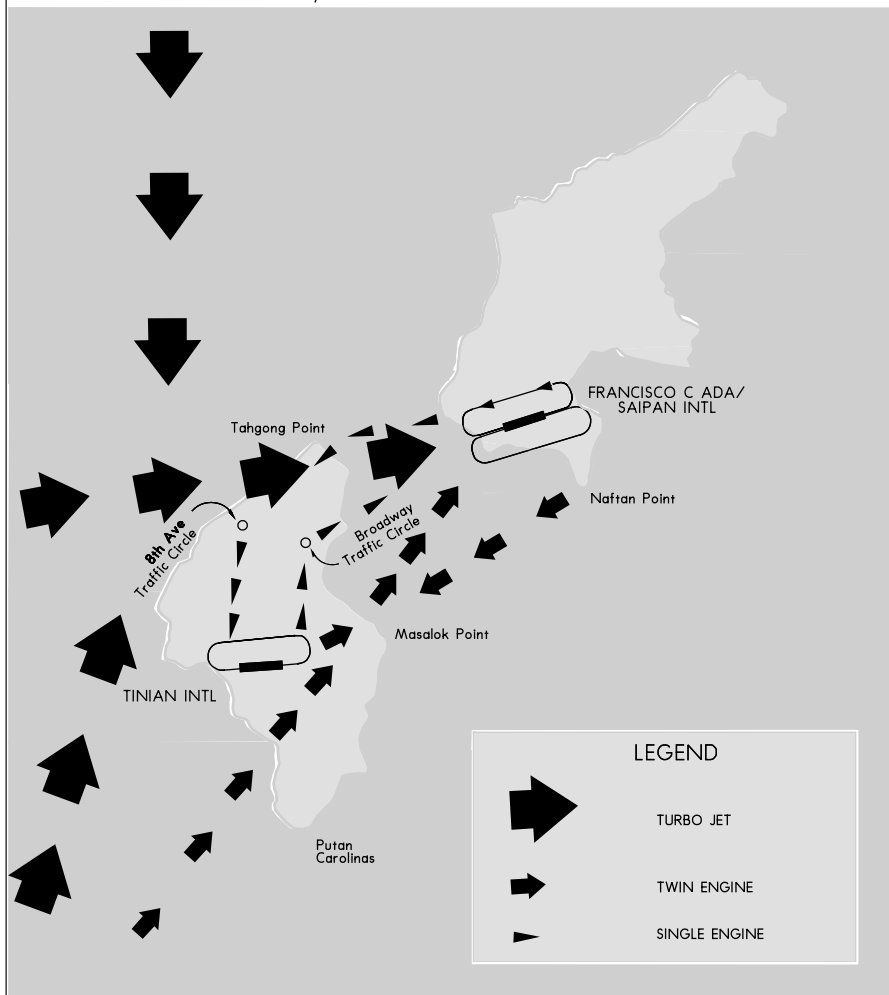 FRANCISCO C ADA/
SAIPAN INTL
Tahgong Point
Naftan Point
8th Ave
Traffic Circle
Broadway
Traffic Circle
Masalok Point
TINIAN INTL
LEGEND
TURBO JET
Putan
Carolinas
TWIN ENGINE
SINGLE ENGINE